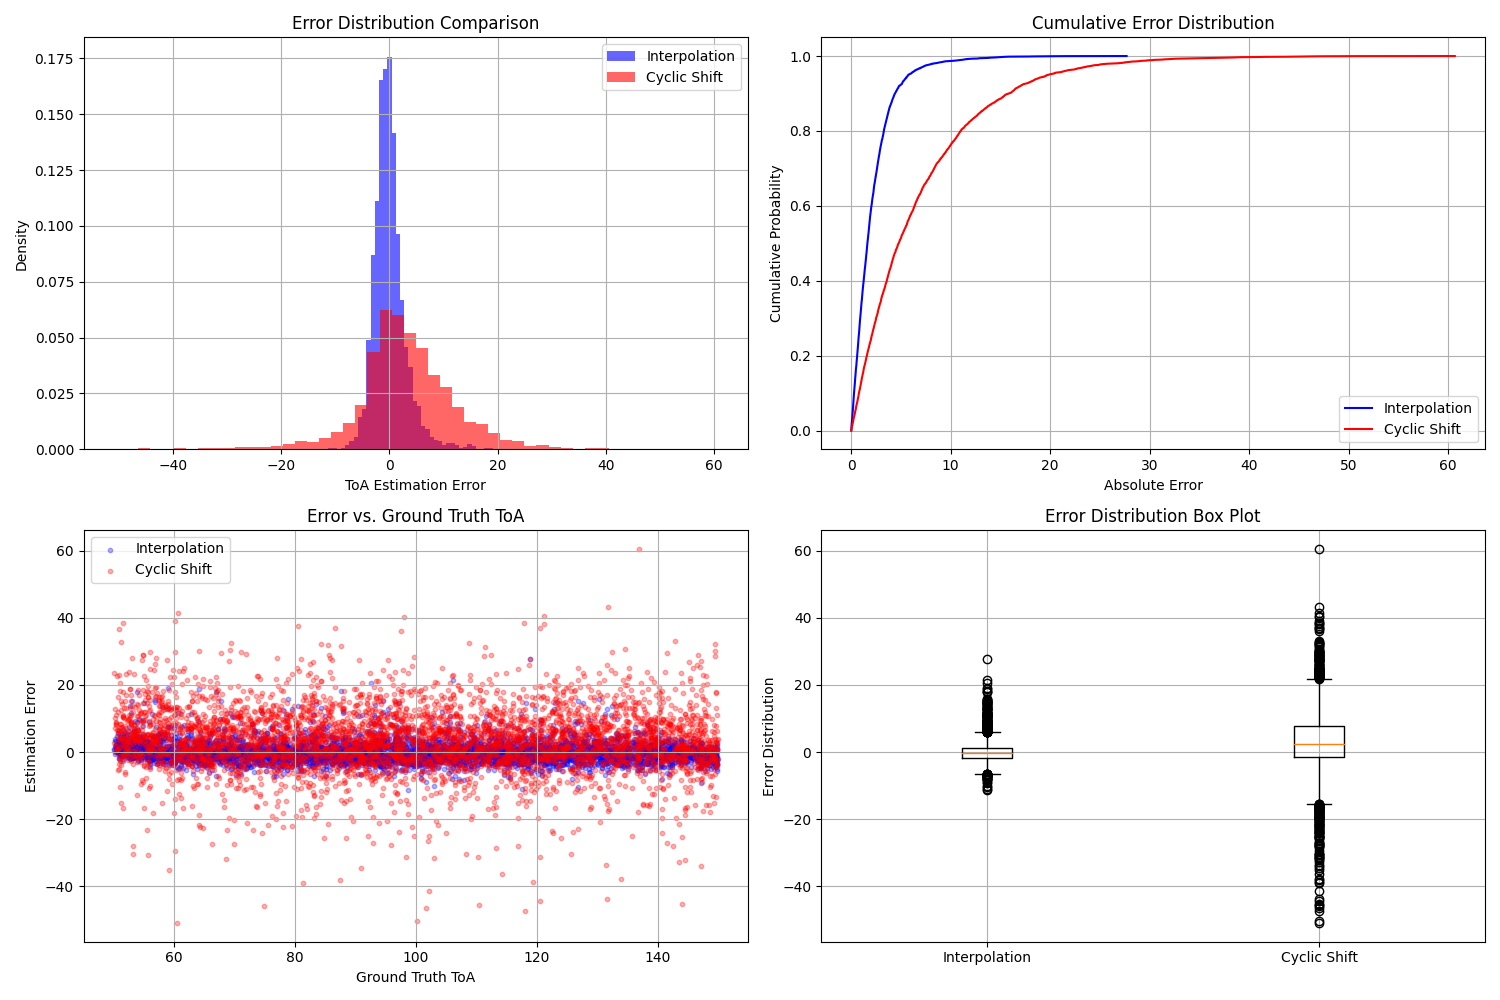 Error Distribution Comparison
Density
0.175
0.150
0.125
0.100
0.075
0.050
0.025
0.000
−40
−20
0
20
40
60
ToA Estimation Error
Interpolation
Cyclic Shift
Cumulative Error Distribution
Cumulative Probability
1.0
0.8
0.6
0.4
0.2
0.0
0
10
20
30
40
50
60
Absolute Error
Interpolation
Cyclic Shift
Error vs. Ground Truth ToA
Estimation Error
60
40
20
0
−20
−40
60
80
100
120
140
Ground Truth ToA
Interpolation
Cyclic Shift
Error Distribution Box Plot
Error Distribution
60
40
20
0
−20
−40
Interpolation
Cyclic Shift